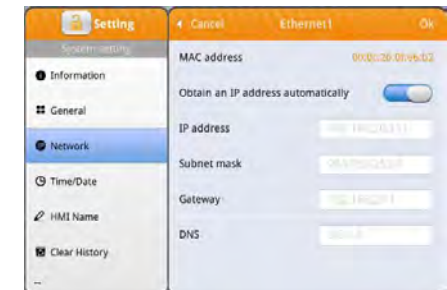 Setting
System setting
Information
General
Network
Time/Date
HMI Name
Clear History
...
Cancel Ethernet1 Ok
MAC address
Obtain an IP address automatically
IP address
Subnet mask
Gateway
DNS